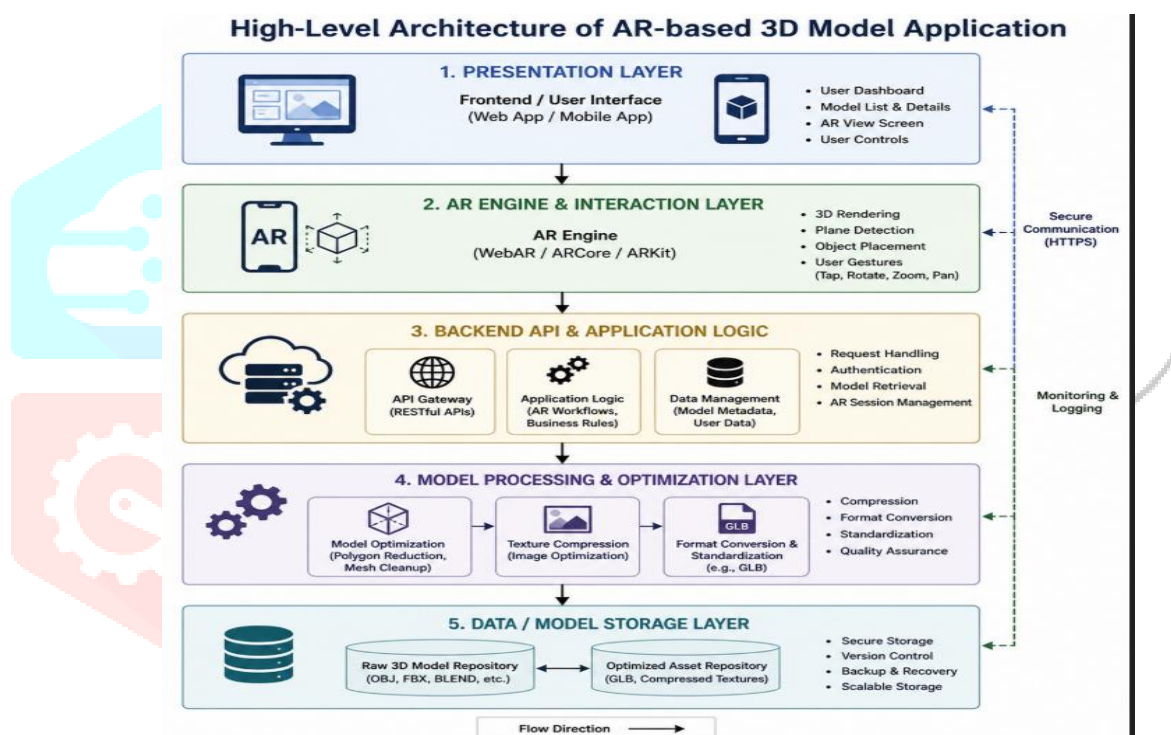 High-Level Architecture of AR-based 3D Model Application
1. PRESENTATION LAYER
Frontend / User Interface
(Web App / Mobile App)
• User Dashboard
• Model List & Details
• AR View Screen
• User Controls
2. AR ENGINE & INTERACTION LAYER
AR
AR Engine
(WebAR / ARCore / ARKit)
• 3D Rendering
• Plane Detection
• Object Placement
• User Gestures
(Tap, Rotate, Zoom, Pan)
Secure
Communication
(HTTPS)
3. BACKEND API & APPLICATION LOGIC
API Gateway
(RESTful APIs)
Application Logic
(AR Workflows,
Business Rules)
Data Management
(Model Metadata,
User Data)
• Request Handling
• Authentication
• Model Retrieval
• AR Session Management
Monitoring &
Logging
4. MODEL PROCESSING & OPTIMIZATION LAYER
Model Optimization
(Polygon Reduction,
Mesh Cleanup)
Texture Compression
(Image Optimization)
GLB
Format Conversion &
Standardization
(e.g., GLB)
• Compression
• Format Conversion
• Standardization
• Quality Assurance
5. DATA / MODEL STORAGE LAYER
Raw 3D Model Repository
(OBJ, FBX, BLEND, etc.)
Optimized Asset Repository
(GLB, Compressed Textures)
• Secure Storage
• Version Control
• Backup & Recovery
• Scalable Storage
Flow Direction